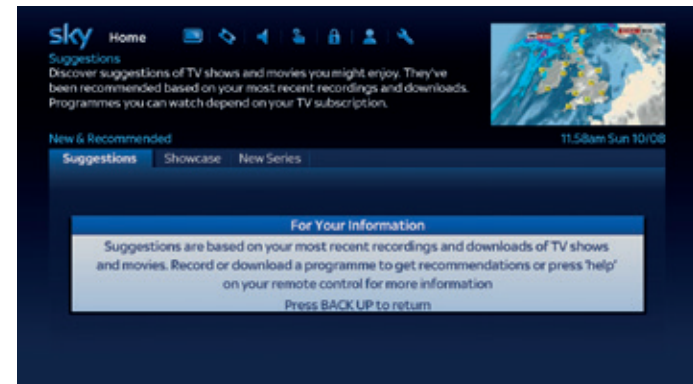 sky Home
Suggestions
Discover suggestions of TV shows and movies you might enjoy. They've
been recommended based on your most recent recordings and downloads.
Programmes you can watch depend on your TV subscription.
New & Recommended
11.58am Sun 10/08
Suggestions Showcase New Series
For Your Information
Suggestions are based on your most recent recordings and downloads of TV shows
and movies. Record or download a programme to get recommendations or press 'help'
on your remote control for more information
Press BACK UP to return